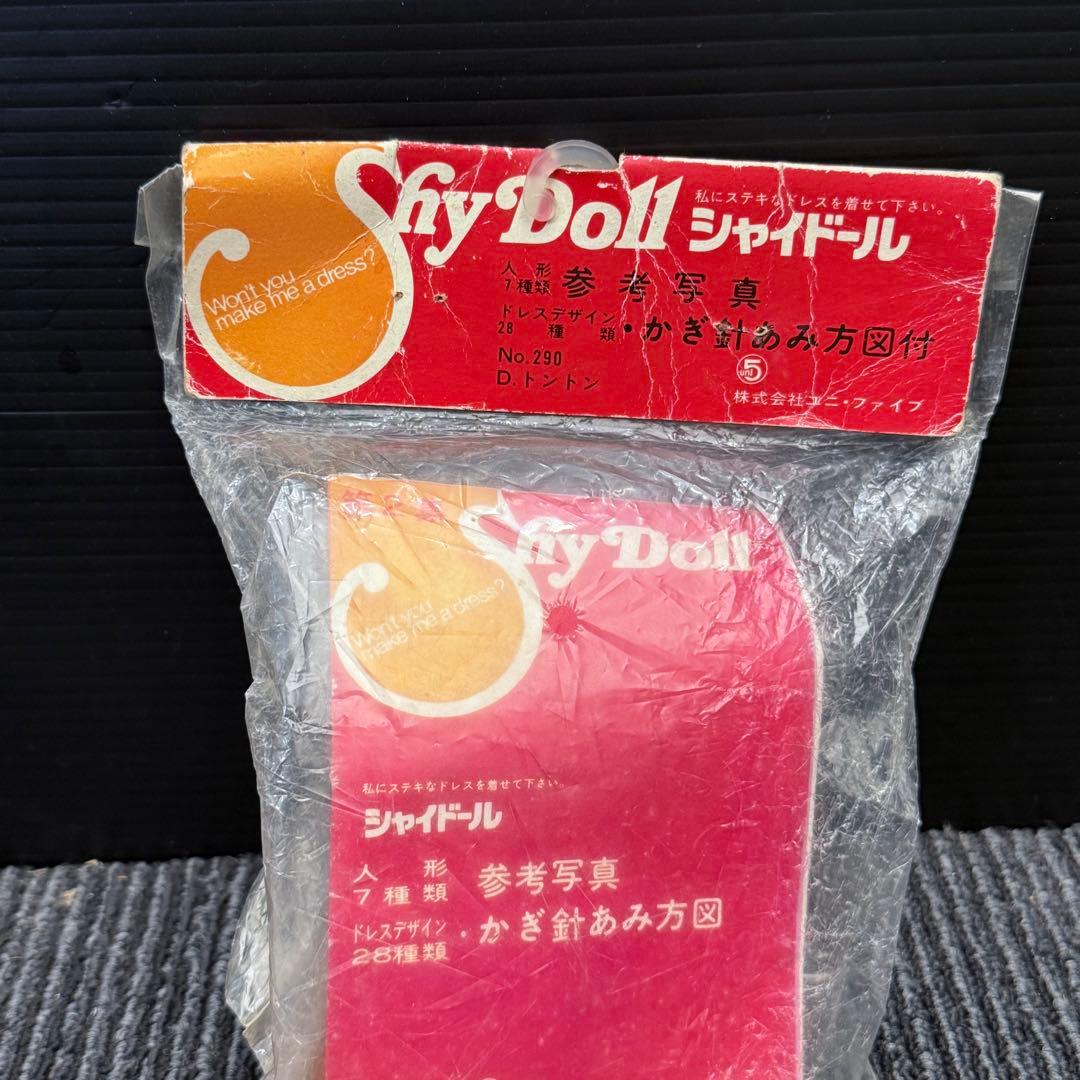 Shy Doll
私にステキなドレスを着せて下さい。
シャイドール
Won't you
make me a dress?
人形
7種類
参考写真
ドレスデザイン
28種類
・かぎ針あみ方図付
No.290
D.トントン
uni 5
株式会社ユニ・ファイブ
Shy Doll
Won't you
make me a dress?
私にステキなドレスを着せて下さい。
シャイドール
人形
7種類
参考写真
ドレスデザイン
28種類
・かぎ針あみ方図